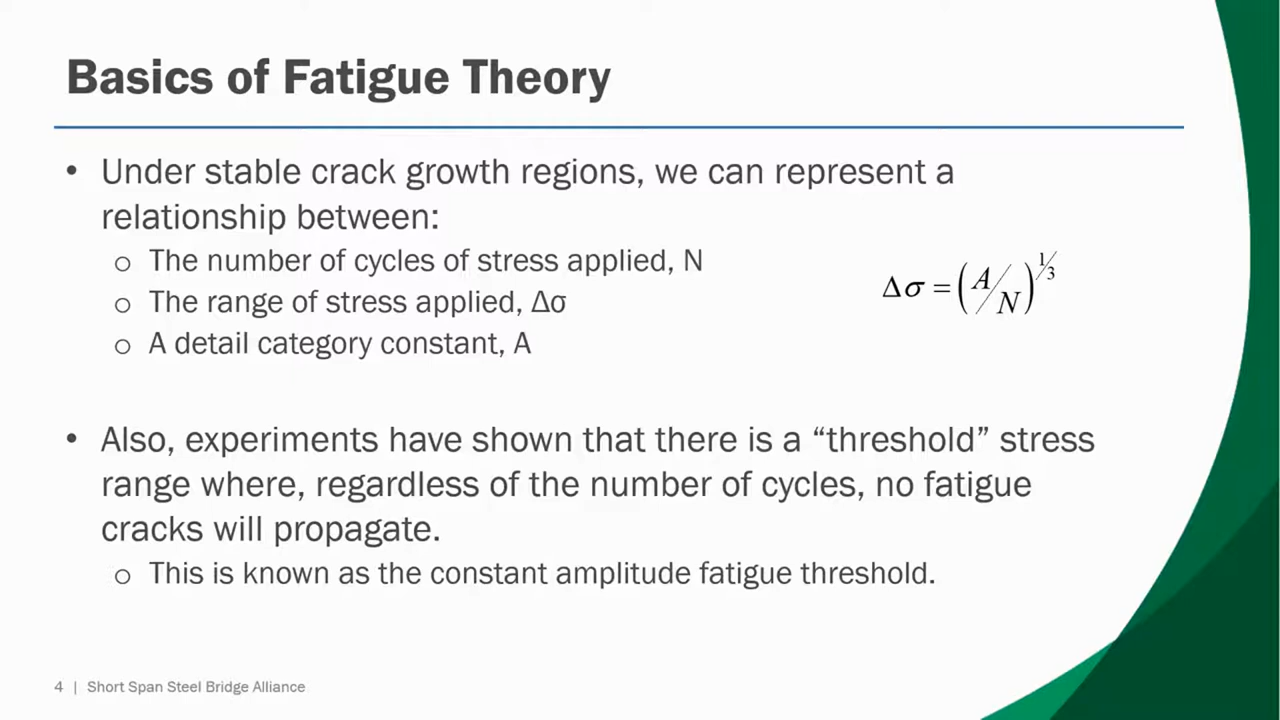 Basics of Fatigue Theory
• Under stable crack growth regions, we can represent a
relationship between:
o The number of cycles of stress applied, N
o The range of stress applied, Δσ
o A detail category constant, A
Δσ = (A/N)^1/3
• Also, experiments have shown that there is a “threshold” stress
range where, regardless of the number of cycles, no fatigue
cracks will propagate.
o This is known as the constant amplitude fatigue threshold.
4 | Short Span Steel Bridge Alliance